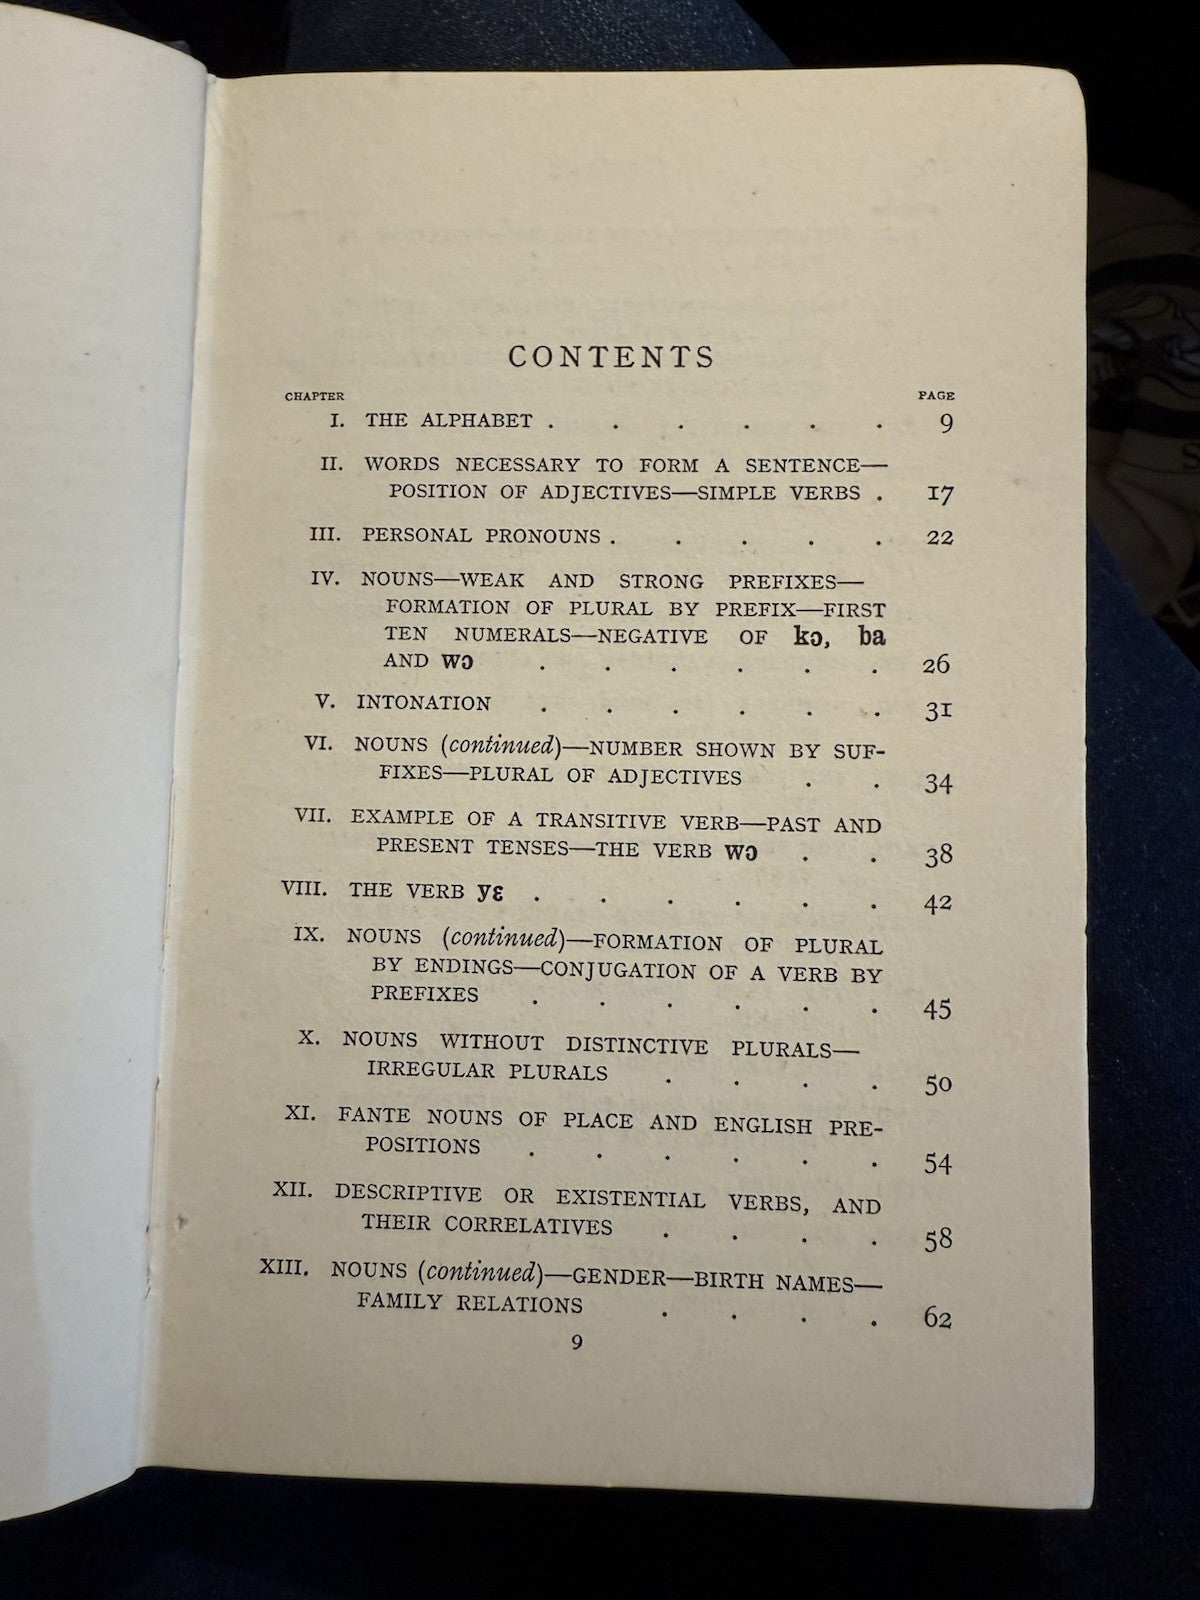 CONTENTS
CHAPTER PAGE
I. THE ALPHABET . . . . . . 9
II. WORDS NECESSARY TO FORM A SENTENCE—
POSITION OF ADJECTIVES—SIMPLE VERBS . 17
III. PERSONAL PRONOUNS . . . . . 22
IV. NOUNS—WEAK AND STRONG PREFIXES—
FORMATION OF PLURAL BY PREFIX—FIRST
TEN NUMERALS—NEGATIVE OF kɔ, ba
AND wɔ . . . . . . 26
V. INTONATION . . . . . . 31
VI. NOUNS (continued)—NUMBER SHOWN BY SUF-
FIXES—PLURAL OF ADJECTIVES . . 34
VII. EXAMPLE OF A TRANSITIVE VERB—PAST AND
PRESENT TENSES—THE VERB wɔ . . 38
VIII. THE VERB yɛ . . . . . . 42
IX. NOUNS (continued)—FORMATION OF PLURAL
BY ENDINGS—CONJUGATION OF A VERB BY
PREFIXES . . . . . . 45
X. NOUNS WITHOUT DISTINCTIVE PLURALS—
IRREGULAR PLURALS . . . . 50
XI. FANTE NOUNS OF PLACE AND ENGLISH PRE-
POSITIONS . . . . . . 54
XII. DESCRIPTIVE OR EXISTENTIAL VERBS, AND
THEIR CORRELATIVES . . . . 58
XIII. NOUNS (continued)—GENDER—BIRTH NAMES—
FAMILY RELATIONS . . . . 62
9